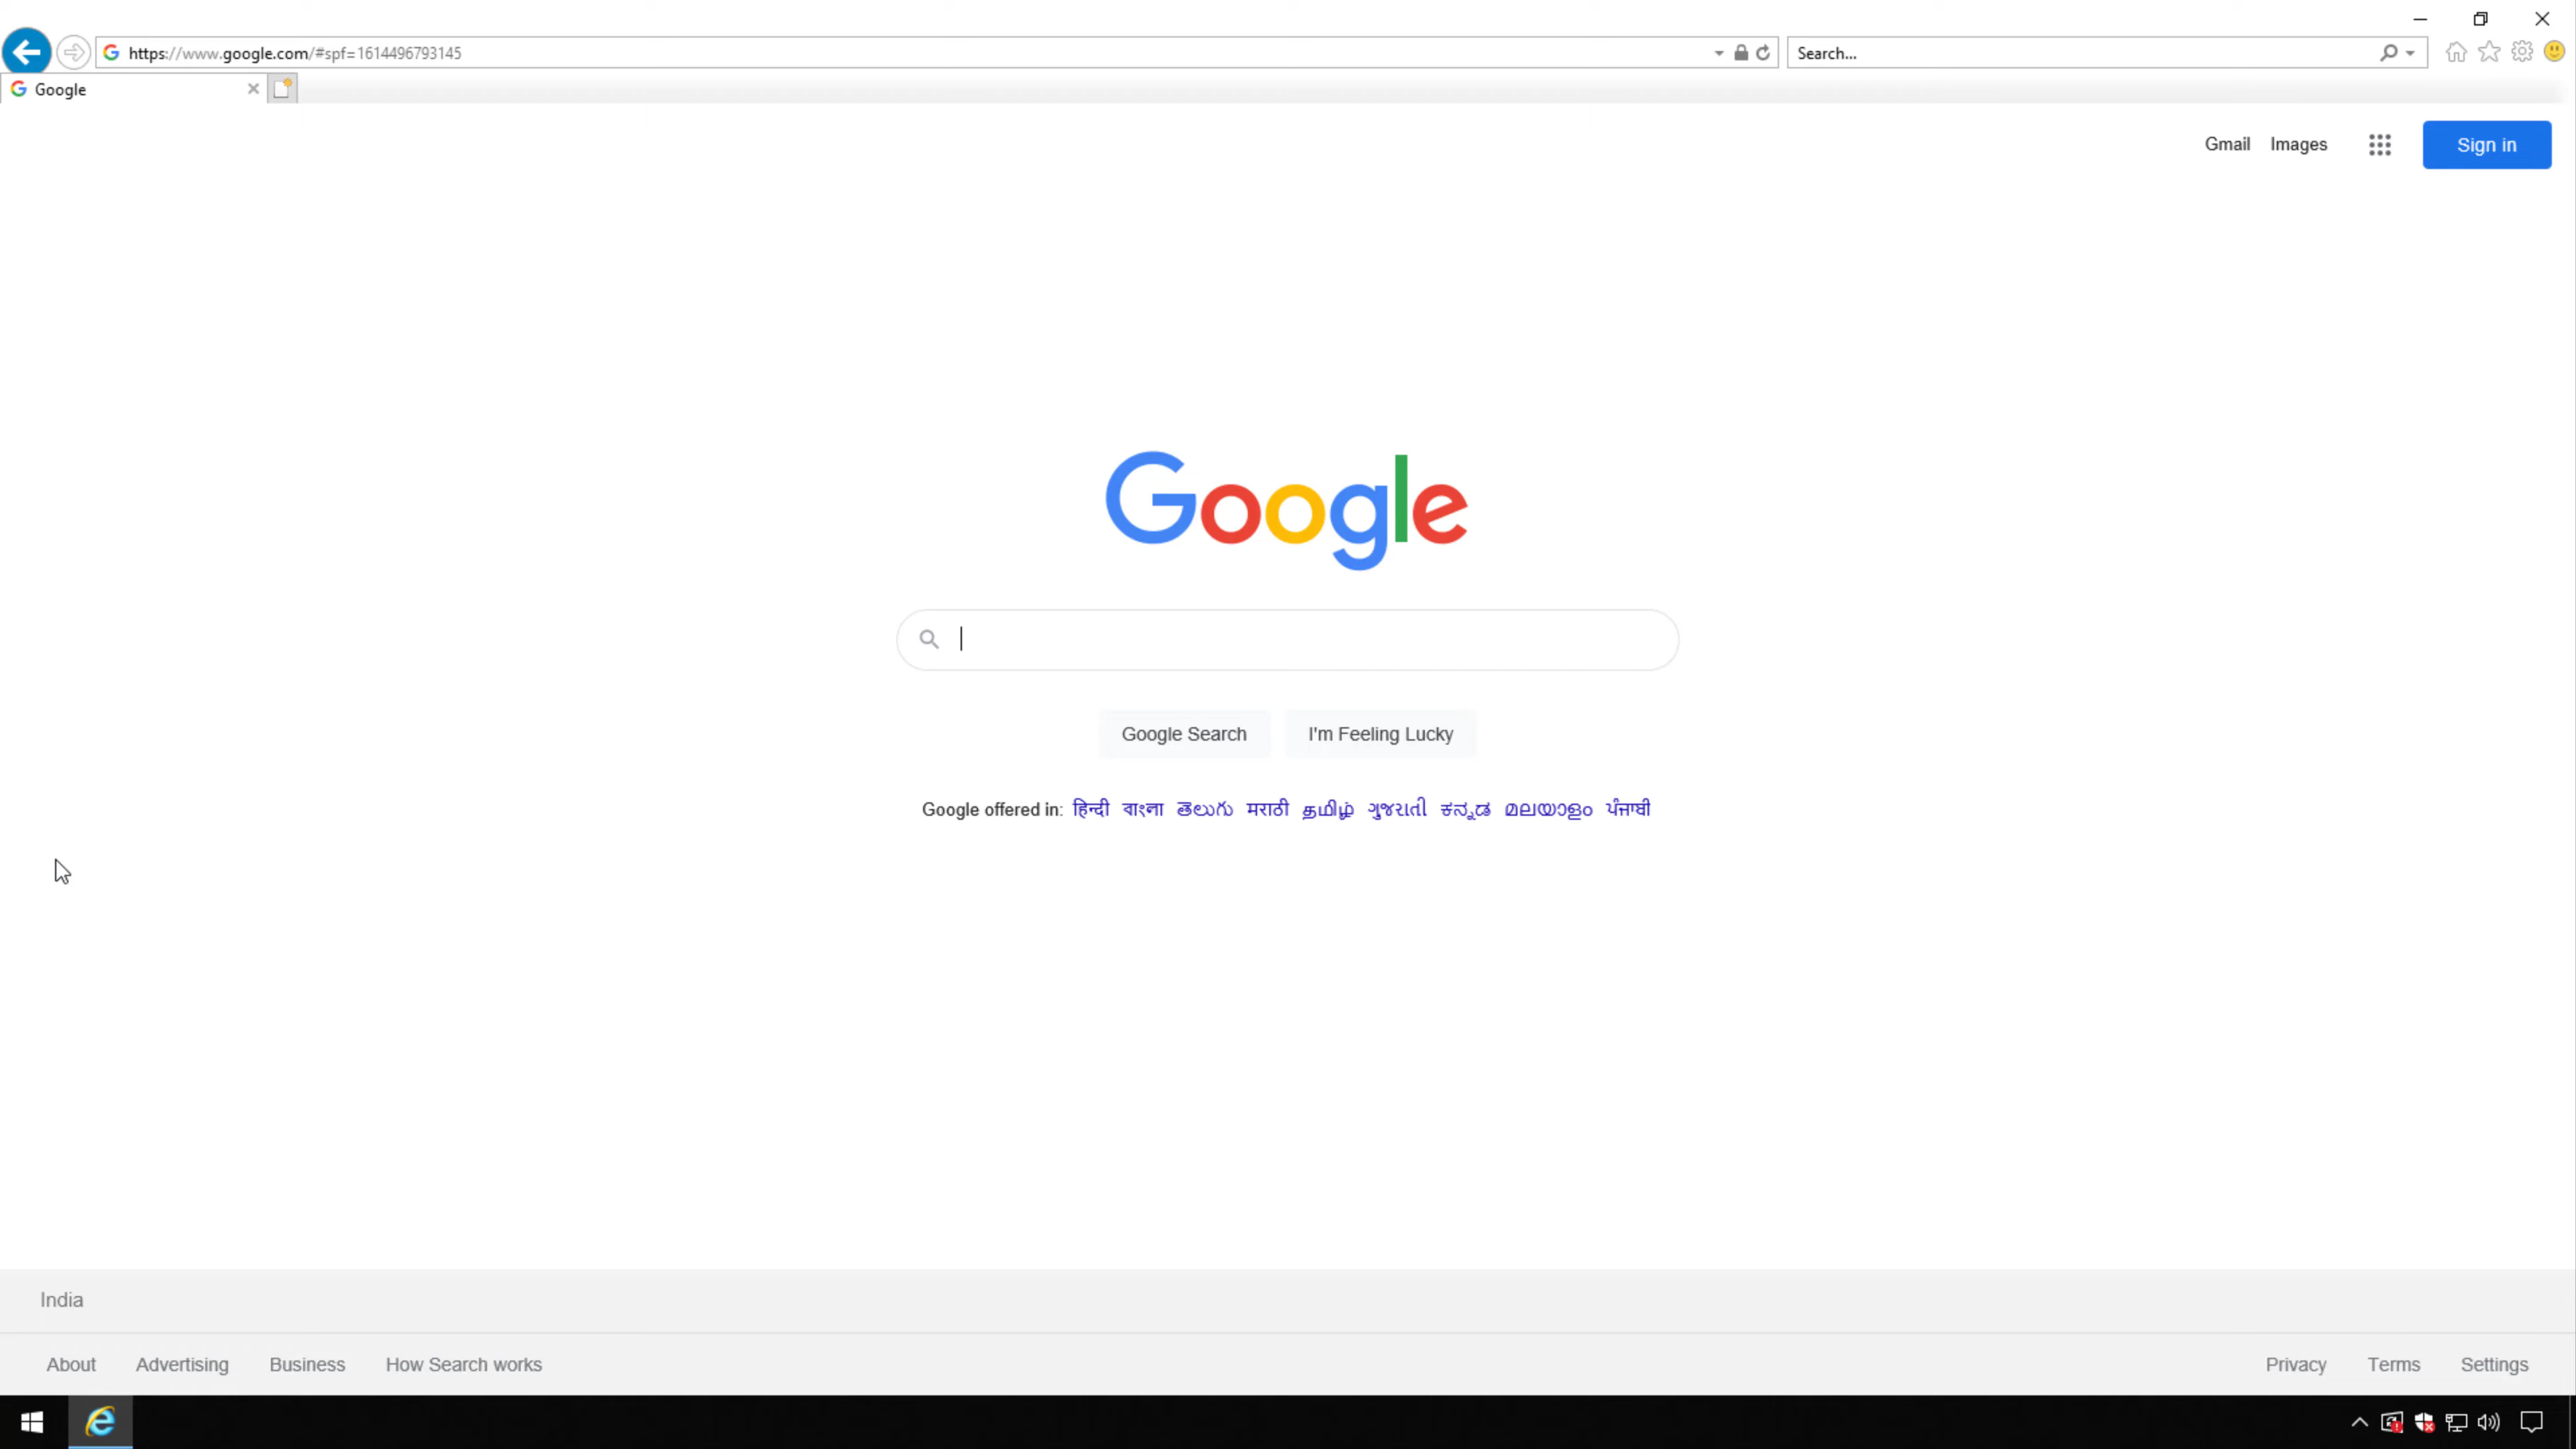 https://www.google.com/#spf=1614496793145
Search...
Google
Gmail Images Sign in
Google
Google Search I'm Feeling Lucky
Google offered in: हिन्दी বাংলা తెలుగు मराठी தமிழ் ગુજરાતી ಕನ್ನಡ മലയാളം ਪੰਜਾਬੀ
India
About Advertising Business How Search works Privacy Terms Settings